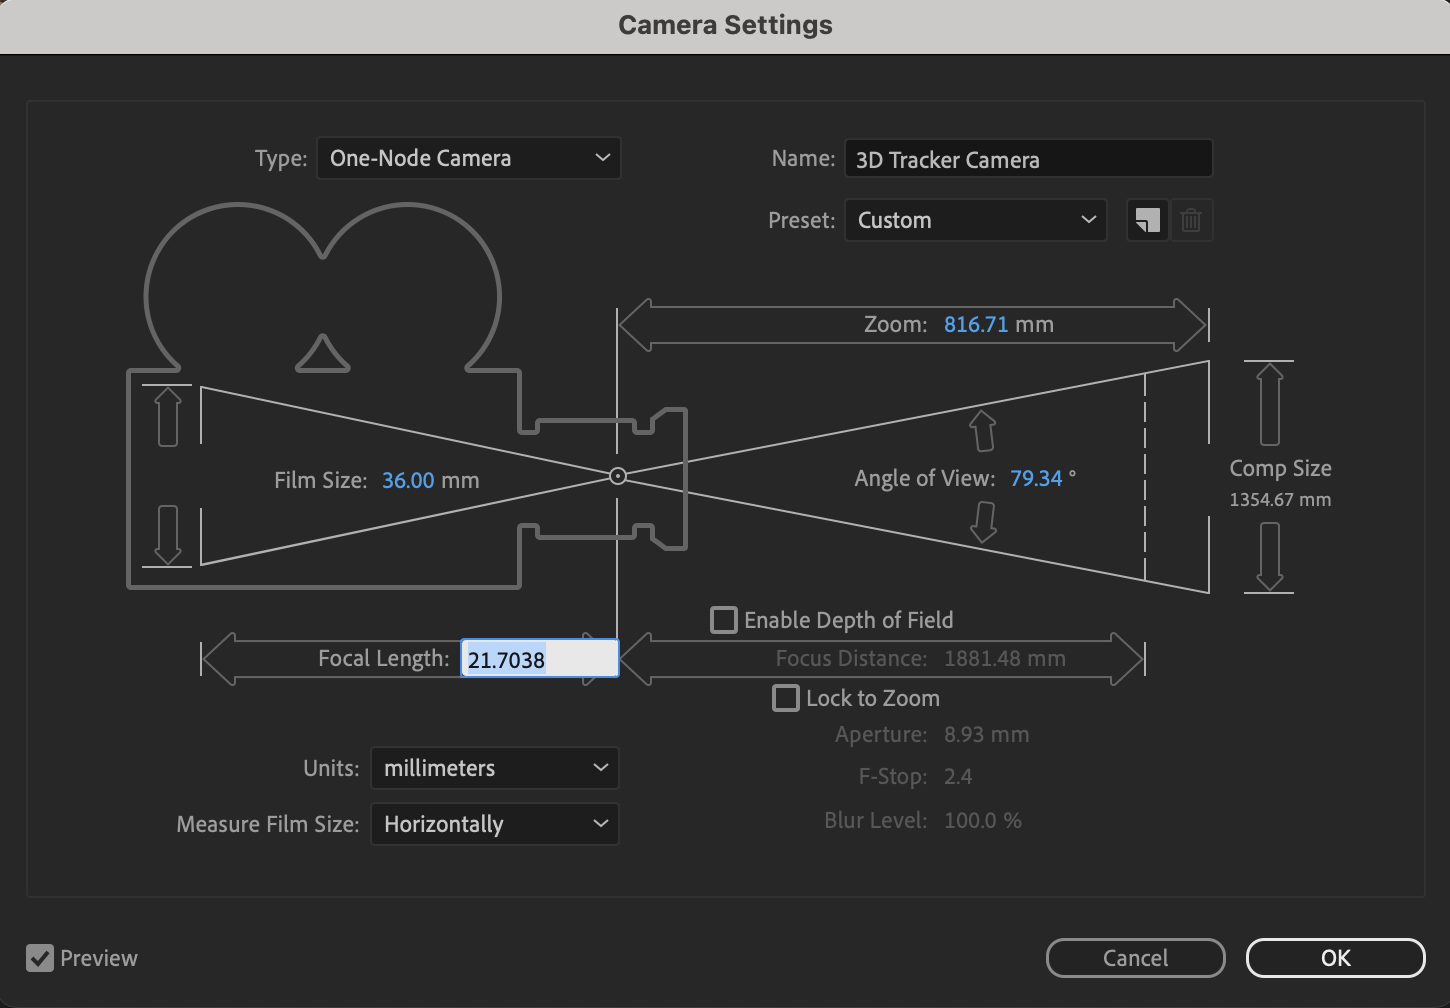 Camera Settings
Type: One-Node Camera
Name: 3D Tracker Camera
Preset: Custom
Zoom: 816.71 mm
Film Size: 36.00 mm
Angle of View: 79.34 °
Comp Size
1354.67 mm
Enable Depth of Field
Focal Length: 21.7038
Focus Distance: 1881.48 mm
Lock to Zoom
Aperture: 8.93 mm
Units: millimeters
F-Stop: 2.4
Measure Film Size: Horizontally
Blur Level: 100.0 %
Preview
Cancel
OK